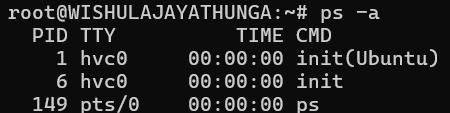 root@WISHULAJAYATHUNGA:~# ps -a
PID TTY TIME CMD
1 hvc0 00:00:00 init(Ubuntu)
6 hvc0 00:00:00 init
149 pts/0 00:00:00 ps